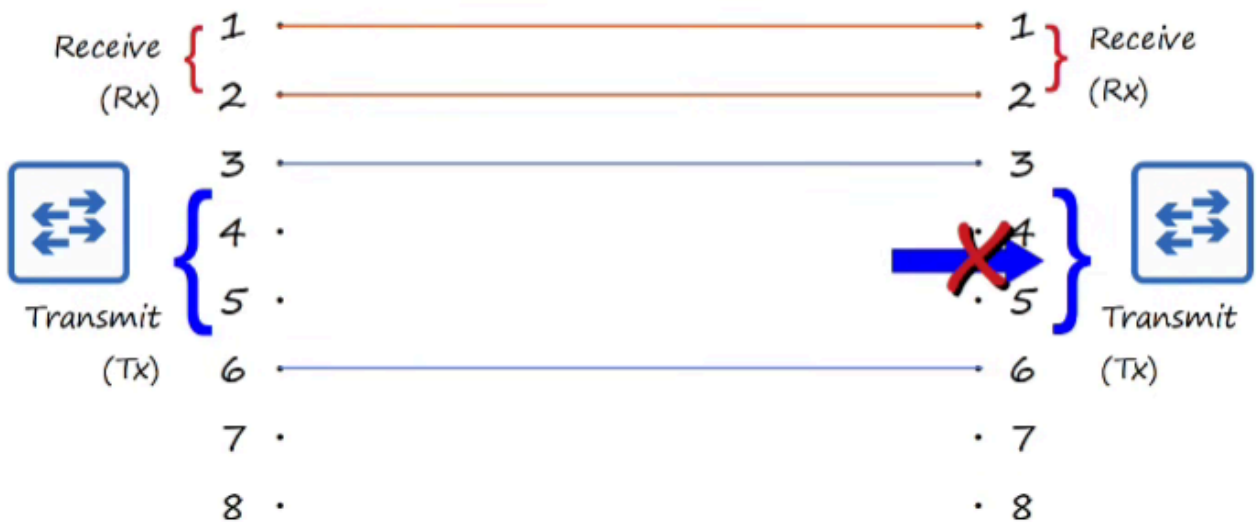 1 1
Receive Receive
(Rx) 2 2 (Rx)
3 3
4 4
5 5
Transmit Transmit
(Tx) 6 6 (Tx)
7 7
8 8